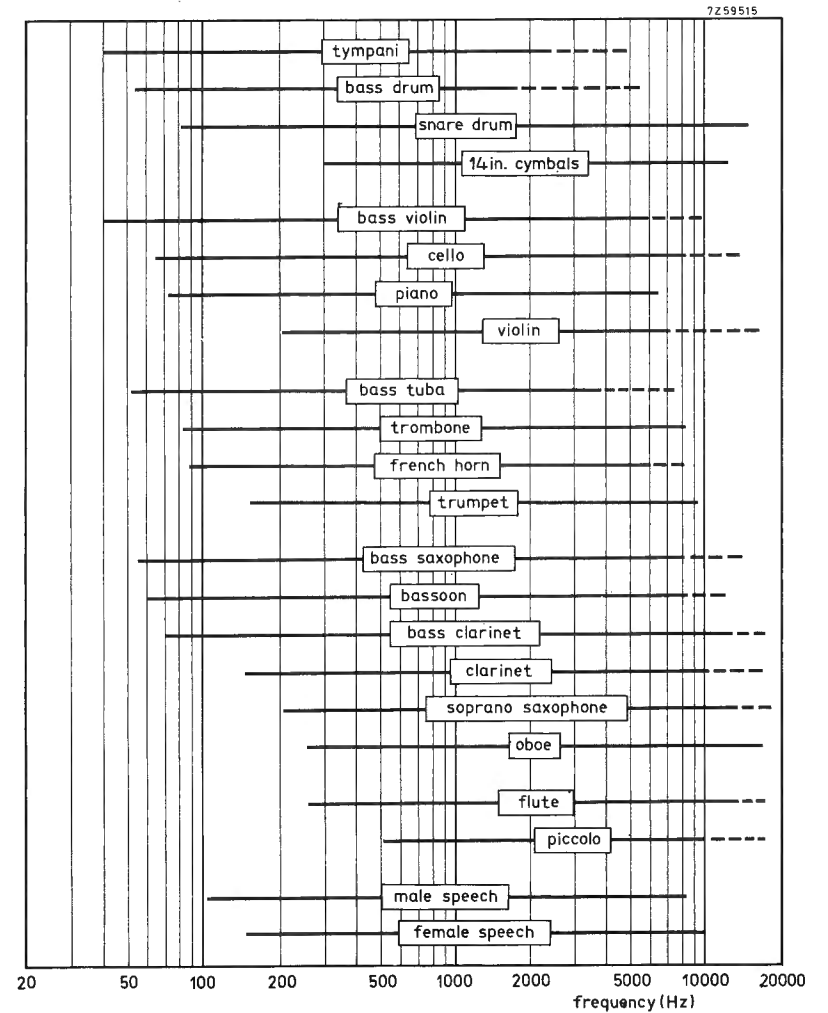 7Z59515
tympani
bass drum
snare drum
14in. cymbals
bass violin
cello
piano
violin
bass tuba
trombone
french horn
trumpet
bass saxophone
bassoon
bass clarinet
clarinet
soprano saxophone
oboe
flute
piccolo
male speech
female speech
20 50 100 200 500 1000 2000 5000 10000 20000
frequency (Hz)